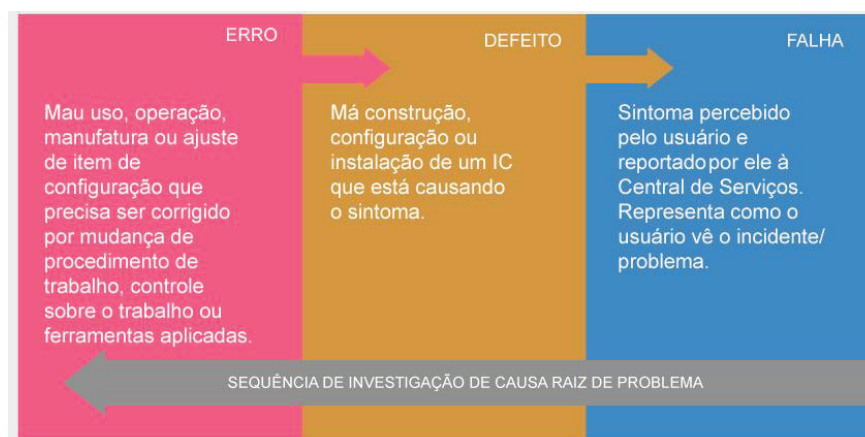 ERRO
Mau uso, operação,
manufatura ou ajuste
de item de
configuração que
precisa ser corrigido
por mudança de
procedimento de
trabalho, controle
sobre o trabalho ou
ferramentas aplicadas.
DEFEITO
Má construção,
configuração ou
instalação de um IC
que está causando
o sintoma.
FALHA
Sintoma percebido
pelo usuário e
reportado por ele à
Central de Serviços.
Representa como o
usuário vê o incidente/
problema.
SEQUÊNCIA DE INVESTIGAÇÃO DE CAUSA RAIZ DE PROBLEMA